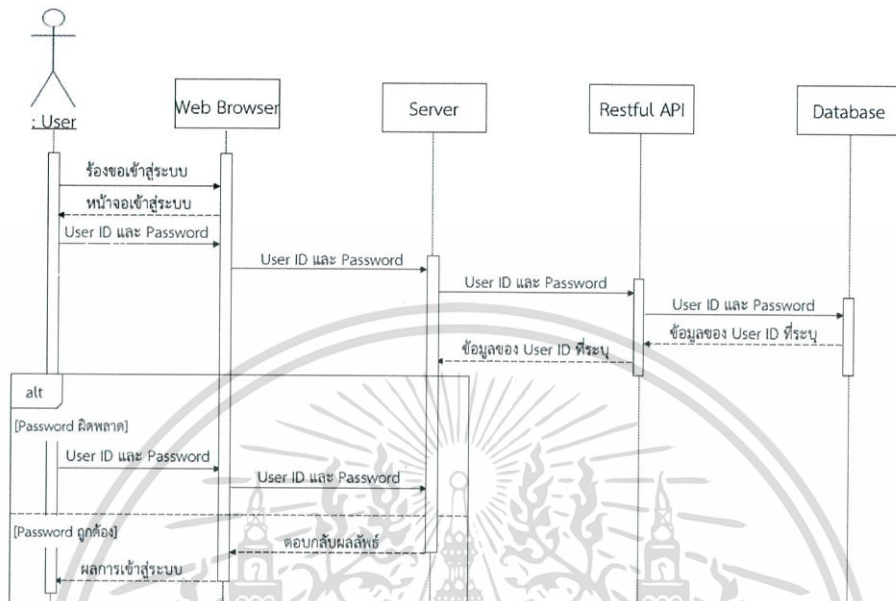 : User
Web Browser
Server
Restful API
Database
ร้องขอเข้าสู่ระบบ
หน้าจอเข้าสู่ระบบ
User ID และ Password
User ID และ Password
User ID และ Password
User ID และ Password
ข้อมูลของ User ID ที่ระบุ
ข้อมูลของ User ID ที่ระบุ
alt
[Password ผิดพลาด]
User ID และ Password
User ID และ Password
[Password ถูกต้อง]
ตอบกลับผลลัพธ์
ผลการเข้าสู่ระบบ